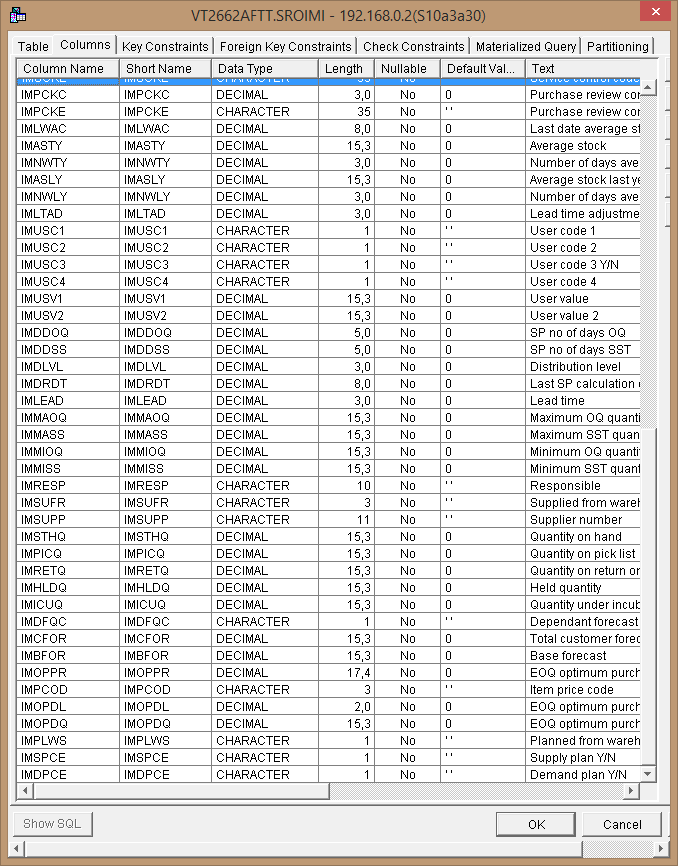 VT2662AFTT.SROIMI - 192.168.0.2(S10a3a30)
Table Columns Key Constraints Foreign Key Constraints Check Constraints Materialized Query Partitioning
Column Name Short Name Data Type Length Nullable Default Val... Text
IMPCKC IMPCKC DECIMAL 3,0 No 0 Purchase review cor
IMPCKE IMPCKE CHARACTER 35 No ' ' Purchase review cor
IMLWAC IMLWAC DECIMAL 8,0 No 0 Last date average st
IMASTY IMASTY DECIMAL 15,3 No 0 Average stock
IMNWTY IMNWTY DECIMAL 3,0 No 0 Number of days ave
IMASLY IMASLY DECIMAL 15,3 No 0 Average stock last ye
IMNWLY IMNWLY DECIMAL 3,0 No 0 Number of days ave
IMLTAD IMLTAD DECIMAL 3,0 No 0 Lead time adjustme
IMUSC1 IMUSC1 CHARACTER 1 No ' ' User code 1
IMUSC2 IMUSC2 CHARACTER 1 No ' ' User code 2
IMUSC3 IMUSC3 CHARACTER 1 No ' ' User code 3 Y/N
IMUSC4 IMUSC4 CHARACTER 1 No ' ' User code 4
IMUSV1 IMUSV1 DECIMAL 15,3 No 0 User value
IMUSV2 IMUSV2 DECIMAL 15,3 No 0 User value 2
IMDDOQ IMDDOQ DECIMAL 5,0 No 0 SP no of days OQ
IMDDSS IMDDSS DECIMAL 5,0 No 0 SP no of days SST
IMDLVL IMDLVL DECIMAL 3,0 No 0 Distribution level
IMDRDT IMDRDT DECIMAL 8,0 No 0 Last SP calculation
IMLEAD IMLEAD DECIMAL 3,0 No 0 Lead time
IMMAOQ IMMAOQ DECIMAL 15,3 No 0 Maximum OQ quanti
IMMASS IMMASS DECIMAL 15,3 No 0 Maximum SST quan
IMMIOQ IMMIOQ DECIMAL 15,3 No 0 Minimum OQ quantit
IMMISS IMMISS DECIMAL 15,3 No 0 Minimum SST quant
IMRESP IMRESP CHARACTER 10 No ' ' Responsible
IMSUFR IMSUFR CHARACTER 3 No ' ' Supplied from wareh
IMSUPP IMSUPP CHARACTER 11 No ' ' Supplier number
IMSTHQ IMSTHQ DECIMAL 15,3 No 0 Quantity on hand
IMPICQ IMPICQ DECIMAL 15,3 No 0 Quantity on pick list
IMRETQ IMRETQ DECIMAL 15,3 No 0 Quantity on return or
IMHLDQ IMHLDQ DECIMAL 15,3 No 0 Held quantity
IMICUQ IMICUQ DECIMAL 15,3 No 0 Quantity under incub
IMDFQC IMDFQC CHARACTER 1 No ' ' Dependant forecast
IMCFOR IMCFOR DECIMAL 15,3 No 0 Total customer forec
IMBFOR IMBFOR DECIMAL 15,3 No 0 Base forecast
IMOPPR IMOPPR DECIMAL 17,4 No 0 EOQ optimum purch
IMPCOD IMPCOD CHARACTER 3 No ' ' Item price code
IMOPDL IMOPDL DECIMAL 2,0 No 0 EOQ optimum purch
IMOPDQ IMOPDQ DECIMAL 15,3 No 0 EOQ optimum purch
IMPLWS IMPLWS CHARACTER 1 No ' ' Planned from wareh
IMSPCE IMSPCE CHARACTER 1 No ' ' Supply plan Y/N
IMDPCE IMDPCE CHARACTER 1 No ' ' Demand plan Y/N
Show SQL OK Cancel